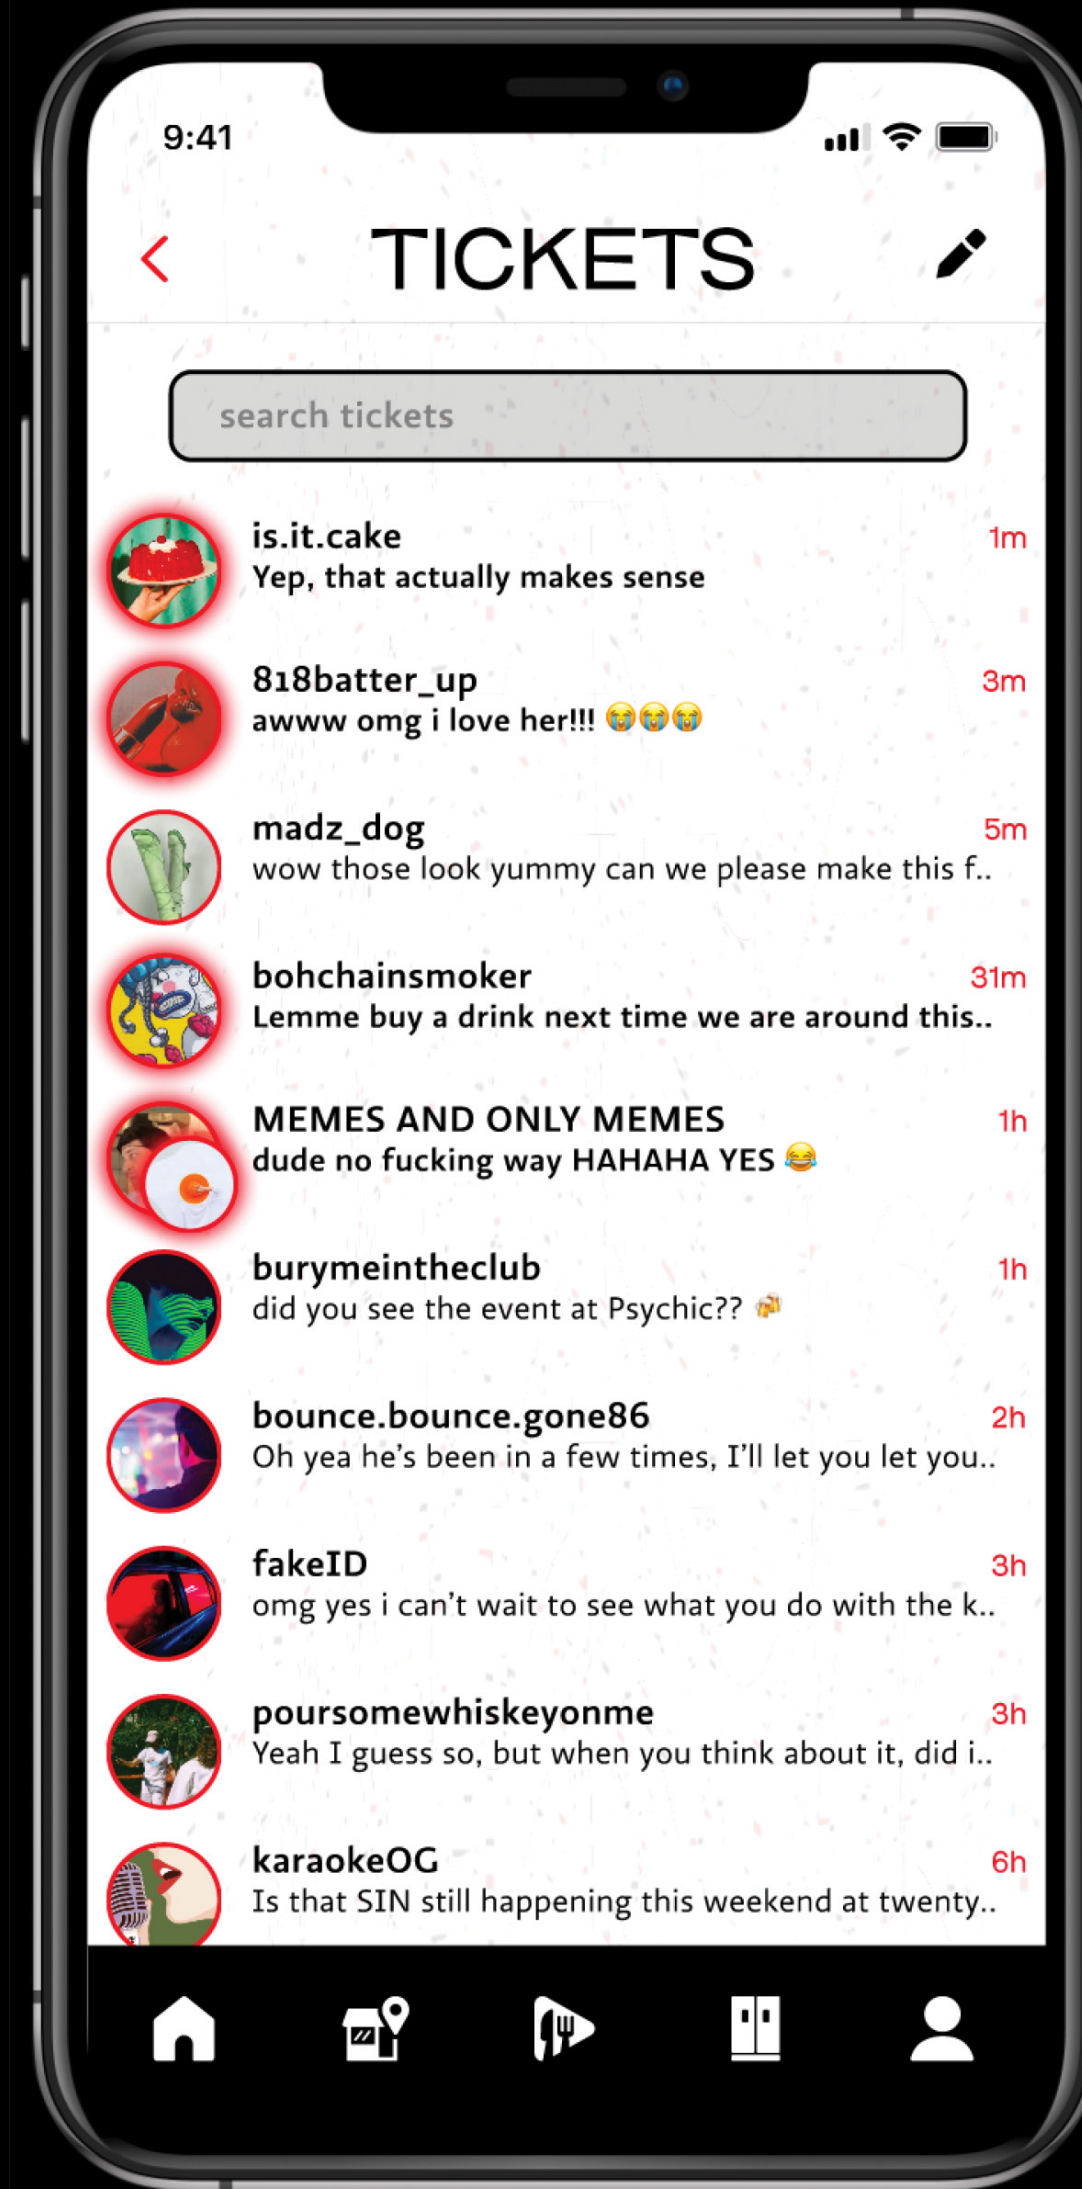 9:41
TICKETS
search tickets
is.it.cake 1m
Yep, that actually makes sense
818batter_up 3m
awww omg i love her!!! 😭😭😭
madz_dog 5m
wow those look yummy can we please make this f..
bohchainsmoker 31m
Lemme buy a drink next time we are around this..
MEMES AND ONLY MEMES 1h
dude no fucking way HAHAHA YES 😂
burymeintheclub 1h
did you see the event at Psychic?? 🍻
bounce.bounce.gone86 2h
Oh yea he’s been in a few times, I’ll let you let you..
fakeID 3h
omg yes i can’t wait to see what you do with the k..
poursomewhiskeyonme 3h
Yeah I guess so, but when you think about it, did i..
karaokeOG 6h
Is that SIN still happening this weekend at twenty..